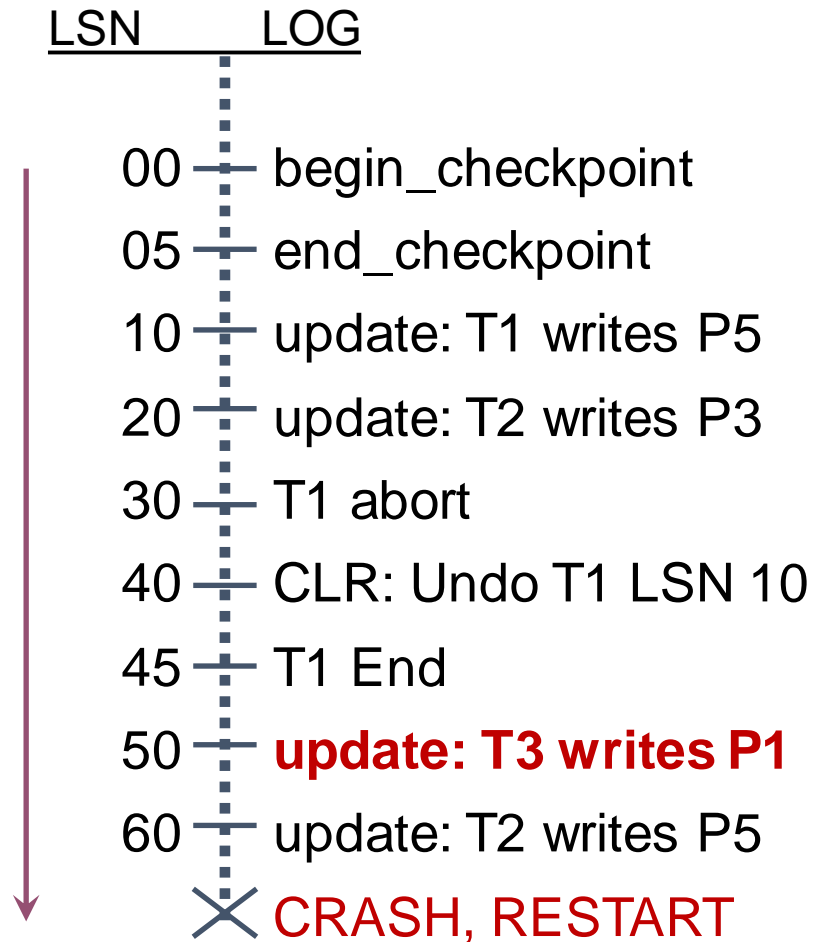 LSN LOG
00 begin_checkpoint
05 end_checkpoint
10 update: T1 writes P5
20 update: T2 writes P3
30 T1 abort
40 CLR: Undo T1 LSN 10
45 T1 End
50 update: T3 writes P1
60 update: T2 writes P5
CRASH, RESTART